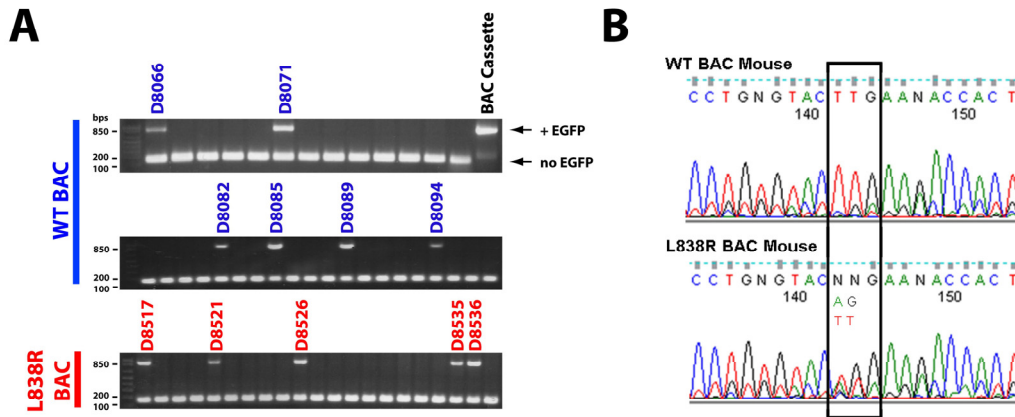 A
D8066
D8071
BAC Cassette
bps
850
200
100
+ EGFP
no EGFP
WT BAC
D8082
D8085
D8089
D8094
850
200
100
D8517
D8521
D8526
D8535
D8536
L838R
BAC
850
200
100
B
WT BAC Mouse
C C T G N G T A C T T G A A N A C C A C T
140
150
L838R BAC Mouse
C C T G N G T A C N N G A A N A C C A C T
140
150
A G
T T